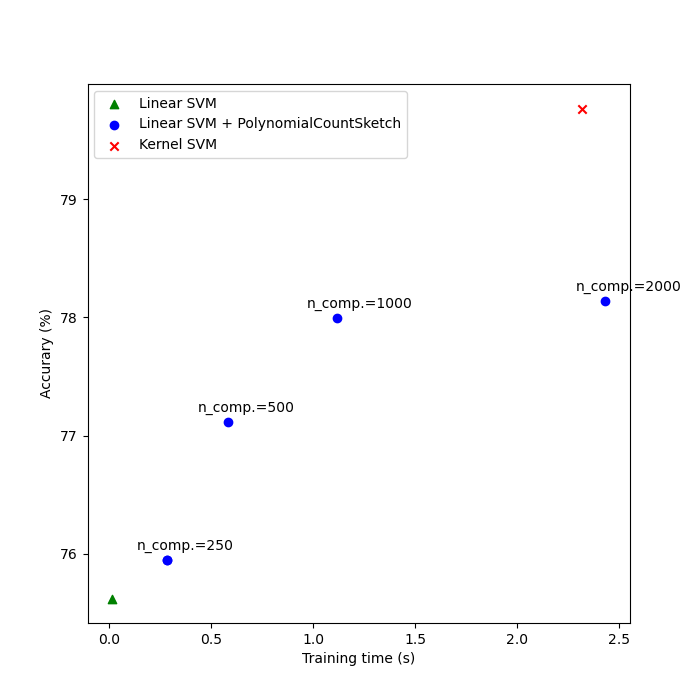 Linear SVM
Linear SVM + PolynomialCountSketch
Kernel SVM
79
n_comp.=2000
n_comp.=1000
78
n_comp.=500
77
n_comp.=250
76
Accurary (%)
0.0 0.5 1.0 1.5 2.0 2.5
Training time (s)